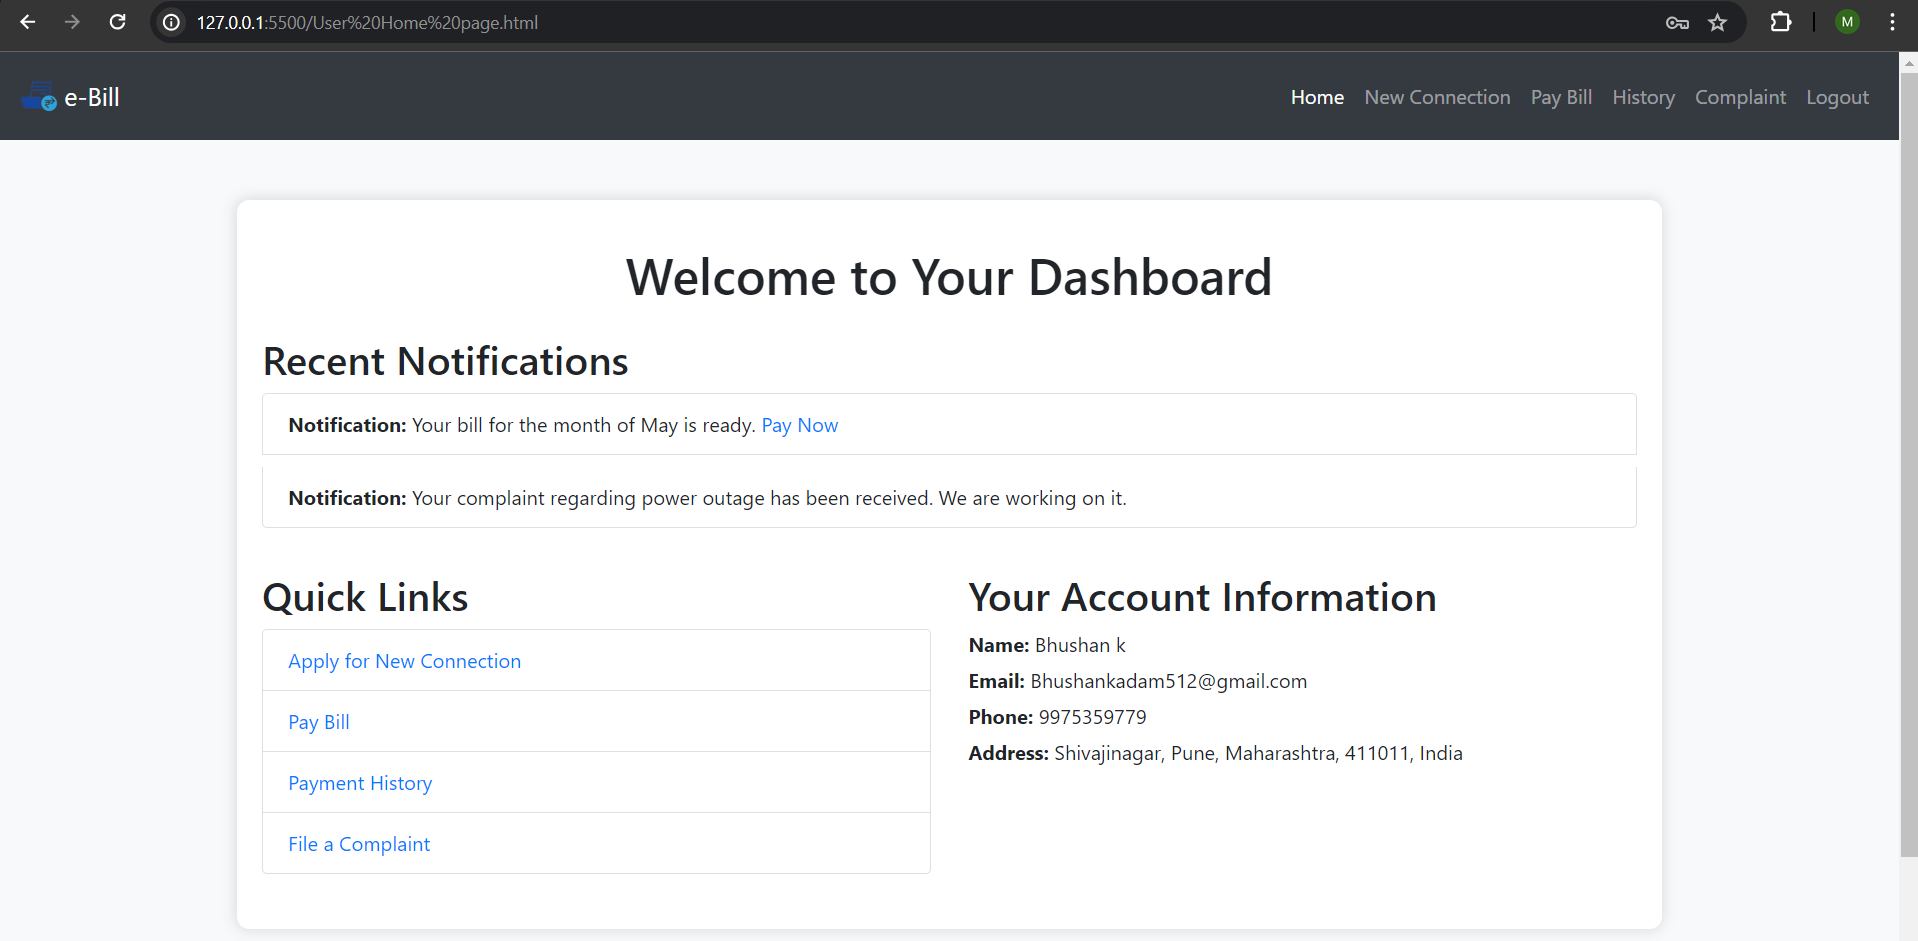 127.0.0.1:5500/User%20Home%20page.html
M
e-Bill
Home New Connection Pay Bill History Complaint Logout
Welcome to Your Dashboard
Recent Notifications
Notification: Your bill for the month of May is ready. Pay Now
Notification: Your complaint regarding power outage has been received. We are working on it.
Quick Links
Apply for New Connection
Pay Bill
Payment History
File a Complaint
Your Account Information
Name: Bhushan k
Email: Bhushankadam512@gmail.com
Phone: 9975359779
Address: Shivajinagar, Pune, Maharashtra, 411011, India